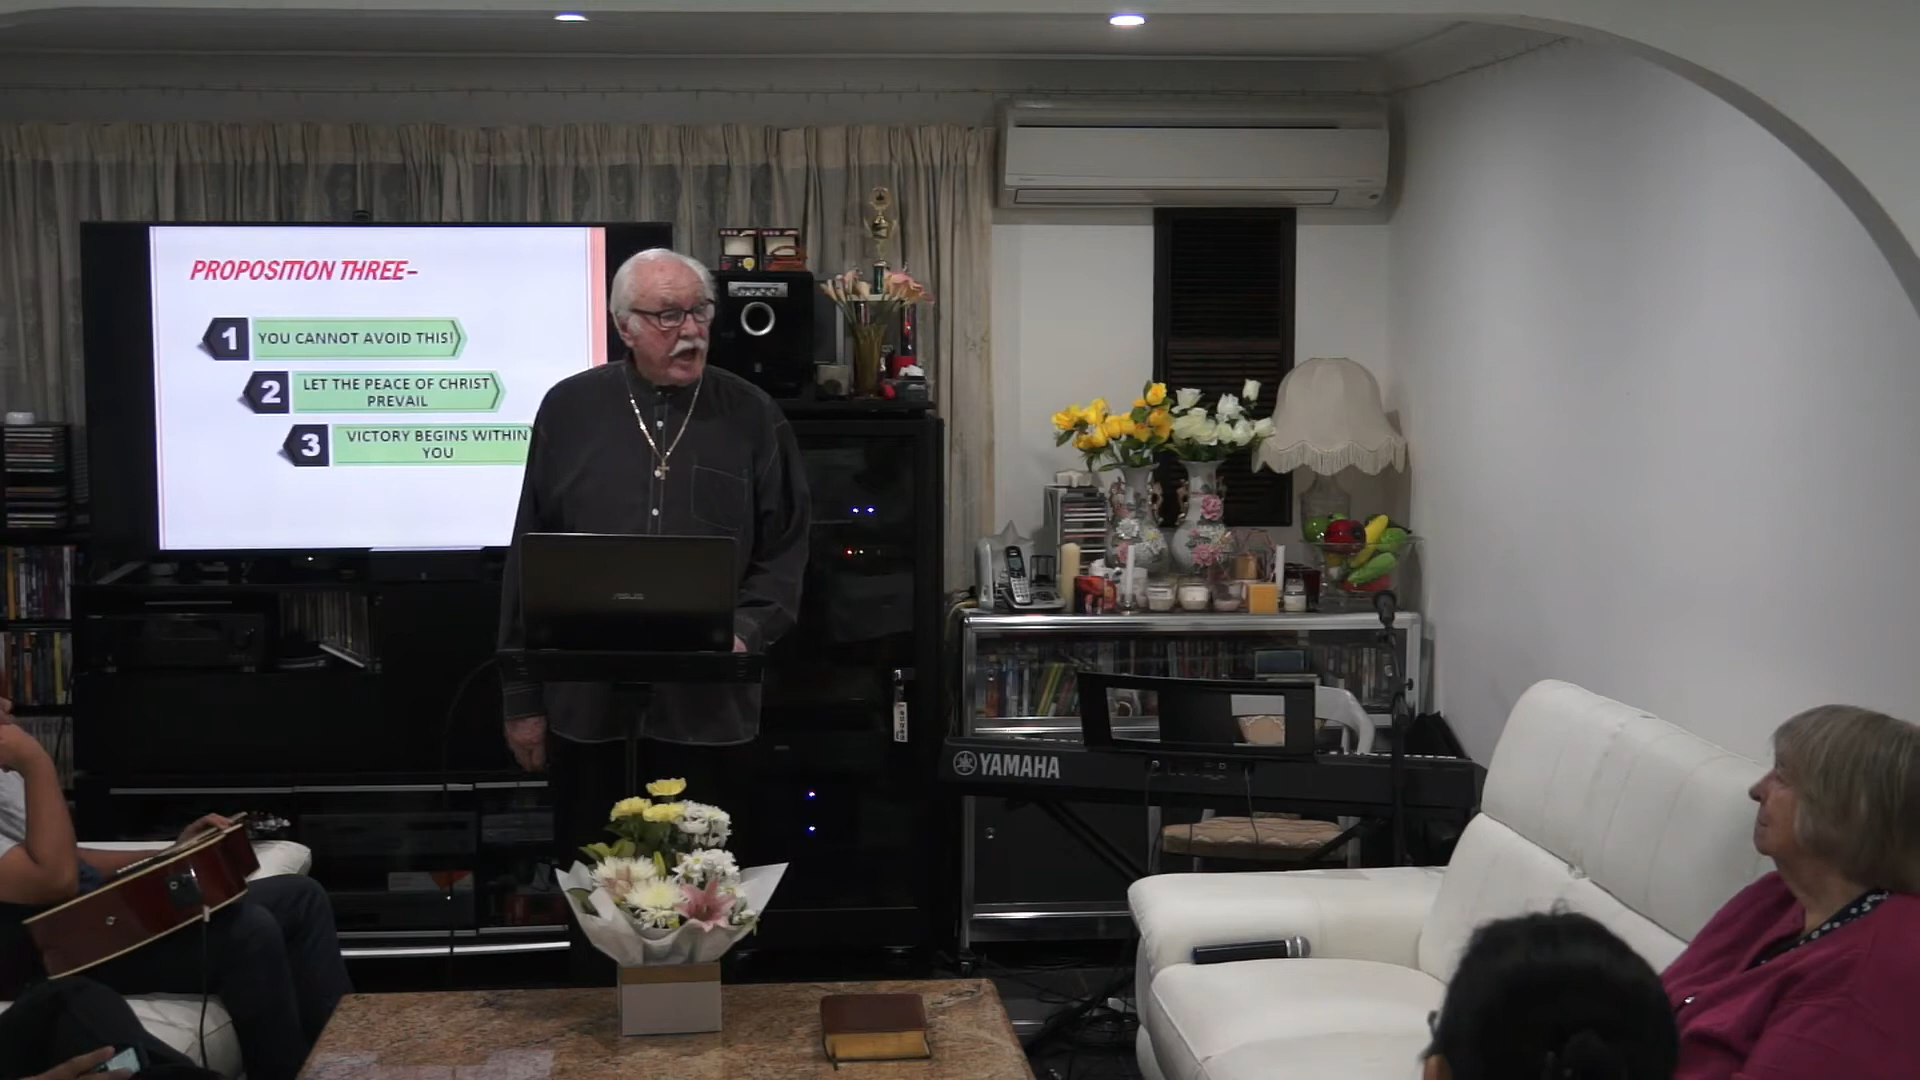 PROPOSITION THREE–
1
YOU CANNOT AVOID THIS!
2
LET THE PEACE OF CHRIST
PREVAIL
3
VICTORY BEGINS WITHIN
YOU
ASUS
YAMAHA